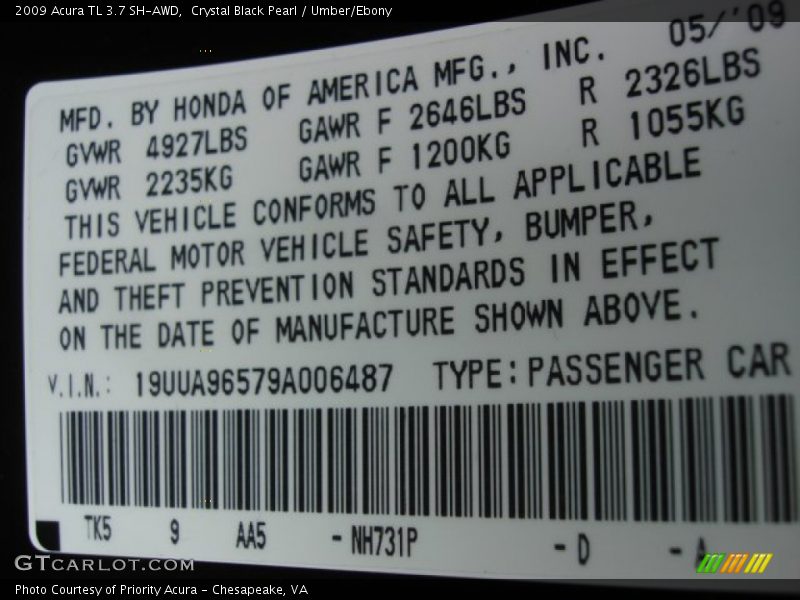 2009 Acura TL 3.7 SH-AWD,  Crystal Black Pearl / Umber/Ebony
05/'09
MFD. BY HONDA OF AMERICA MFG., INC.
GVWR 4927LBS GAWR F 2646LBS R 2326LBS
GVWR 2235KG GAWR F 1200KG R 1055KG
THIS VEHICLE CONFORMS TO ALL APPLICABLE
FEDERAL MOTOR VEHICLE SAFETY, BUMPER,
AND THEFT PREVENTION STANDARDS IN EFFECT
ON THE DATE OF MANUFACTURE SHOWN ABOVE.
V.I.N.: 19UUA96579A006487 TYPE: PASSENGER CAR
TK5 9 AA5 - NH731P - D - A
GTCARLOT.COM
Photo Courtesy of Priority Acura - Chesapeake, VA